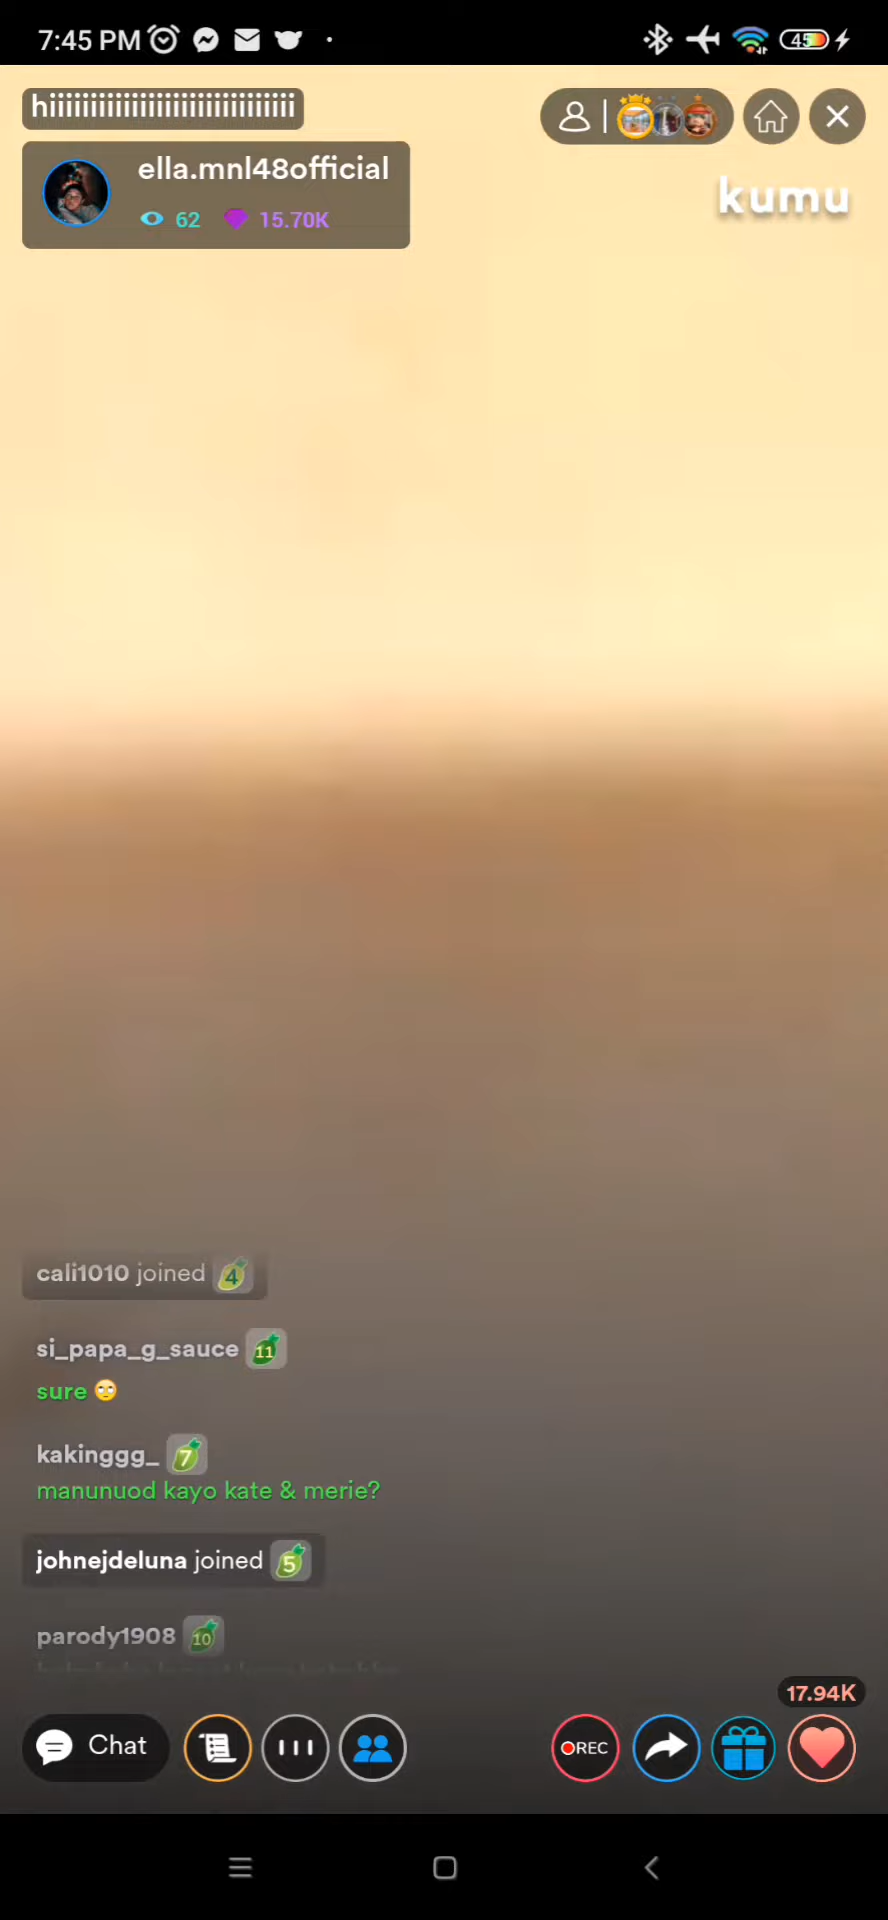 7:45 PM
45
hiiiiiiiiiiiiiiiiiiiiiiiiiiiiiii
ella.mnl48official
62 15.70K
kumu
cali1010 joined 4
si_papa_g_sauce 11
sure 🙄
kakinggg_ 7
manunuod kayo kate & merie?
johnejdeluna joined 5
parody1908 10
17.94K
Chat
REC